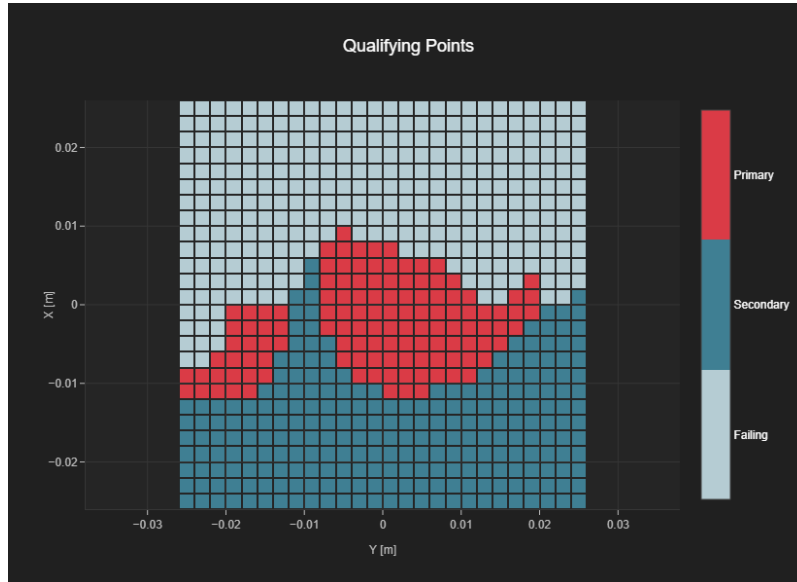 Qualifying Points
0.02
0.01
0
−0.01
−0.02
X [m]
−0.03
−0.02
−0.01
0
0.01
0.02
0.03
Y [m]
Primary
Secondary
Failing